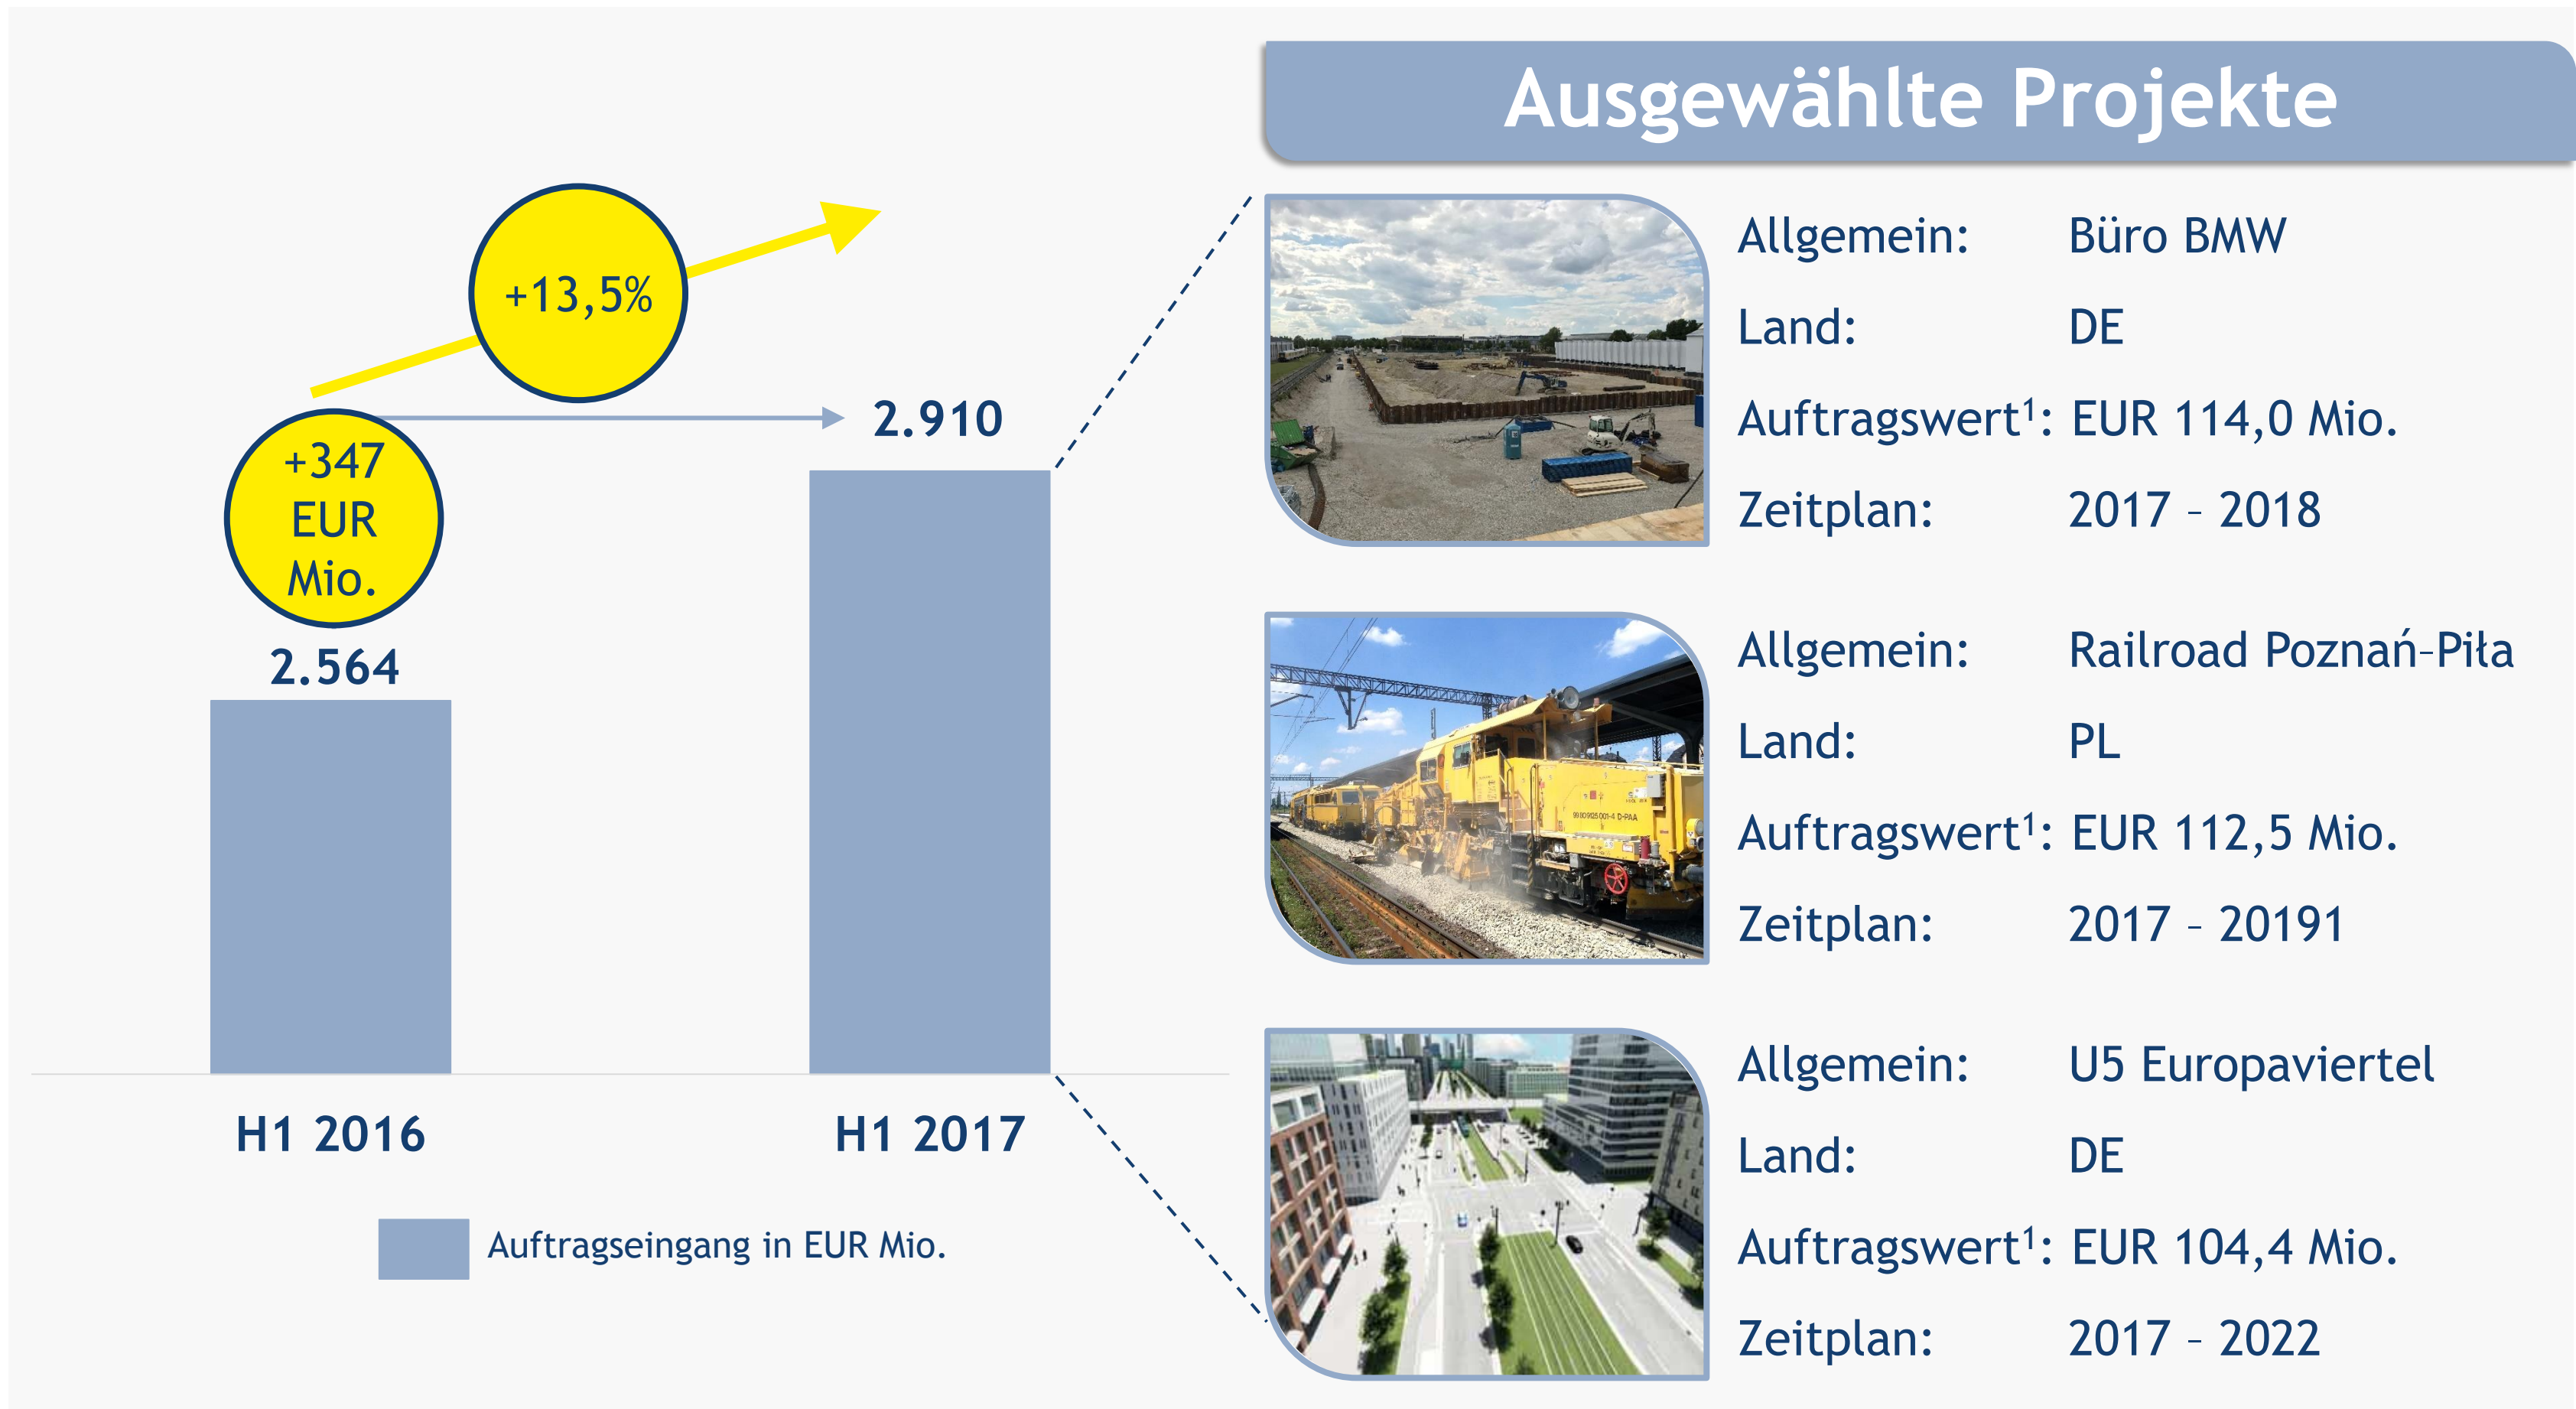 Ausgewählte Projekte
+13,5%
+347
EUR
Mio.
2.564
2.910
H1 2016
H1 2017
Auftragseingang in EUR Mio.
Allgemein: Büro BMW
Land: DE
Auftragswert¹: EUR 114,0 Mio.
Zeitplan: 2017 – 2018
Allgemein: Railroad Poznań–Piła
Land: PL
Auftragswert¹: EUR 112,5 Mio.
Zeitplan: 2017 – 20191
Allgemein: U5 Europaviertel
Land: DE
Auftragswert¹: EUR 104,4 Mio.
Zeitplan: 2017 – 2022